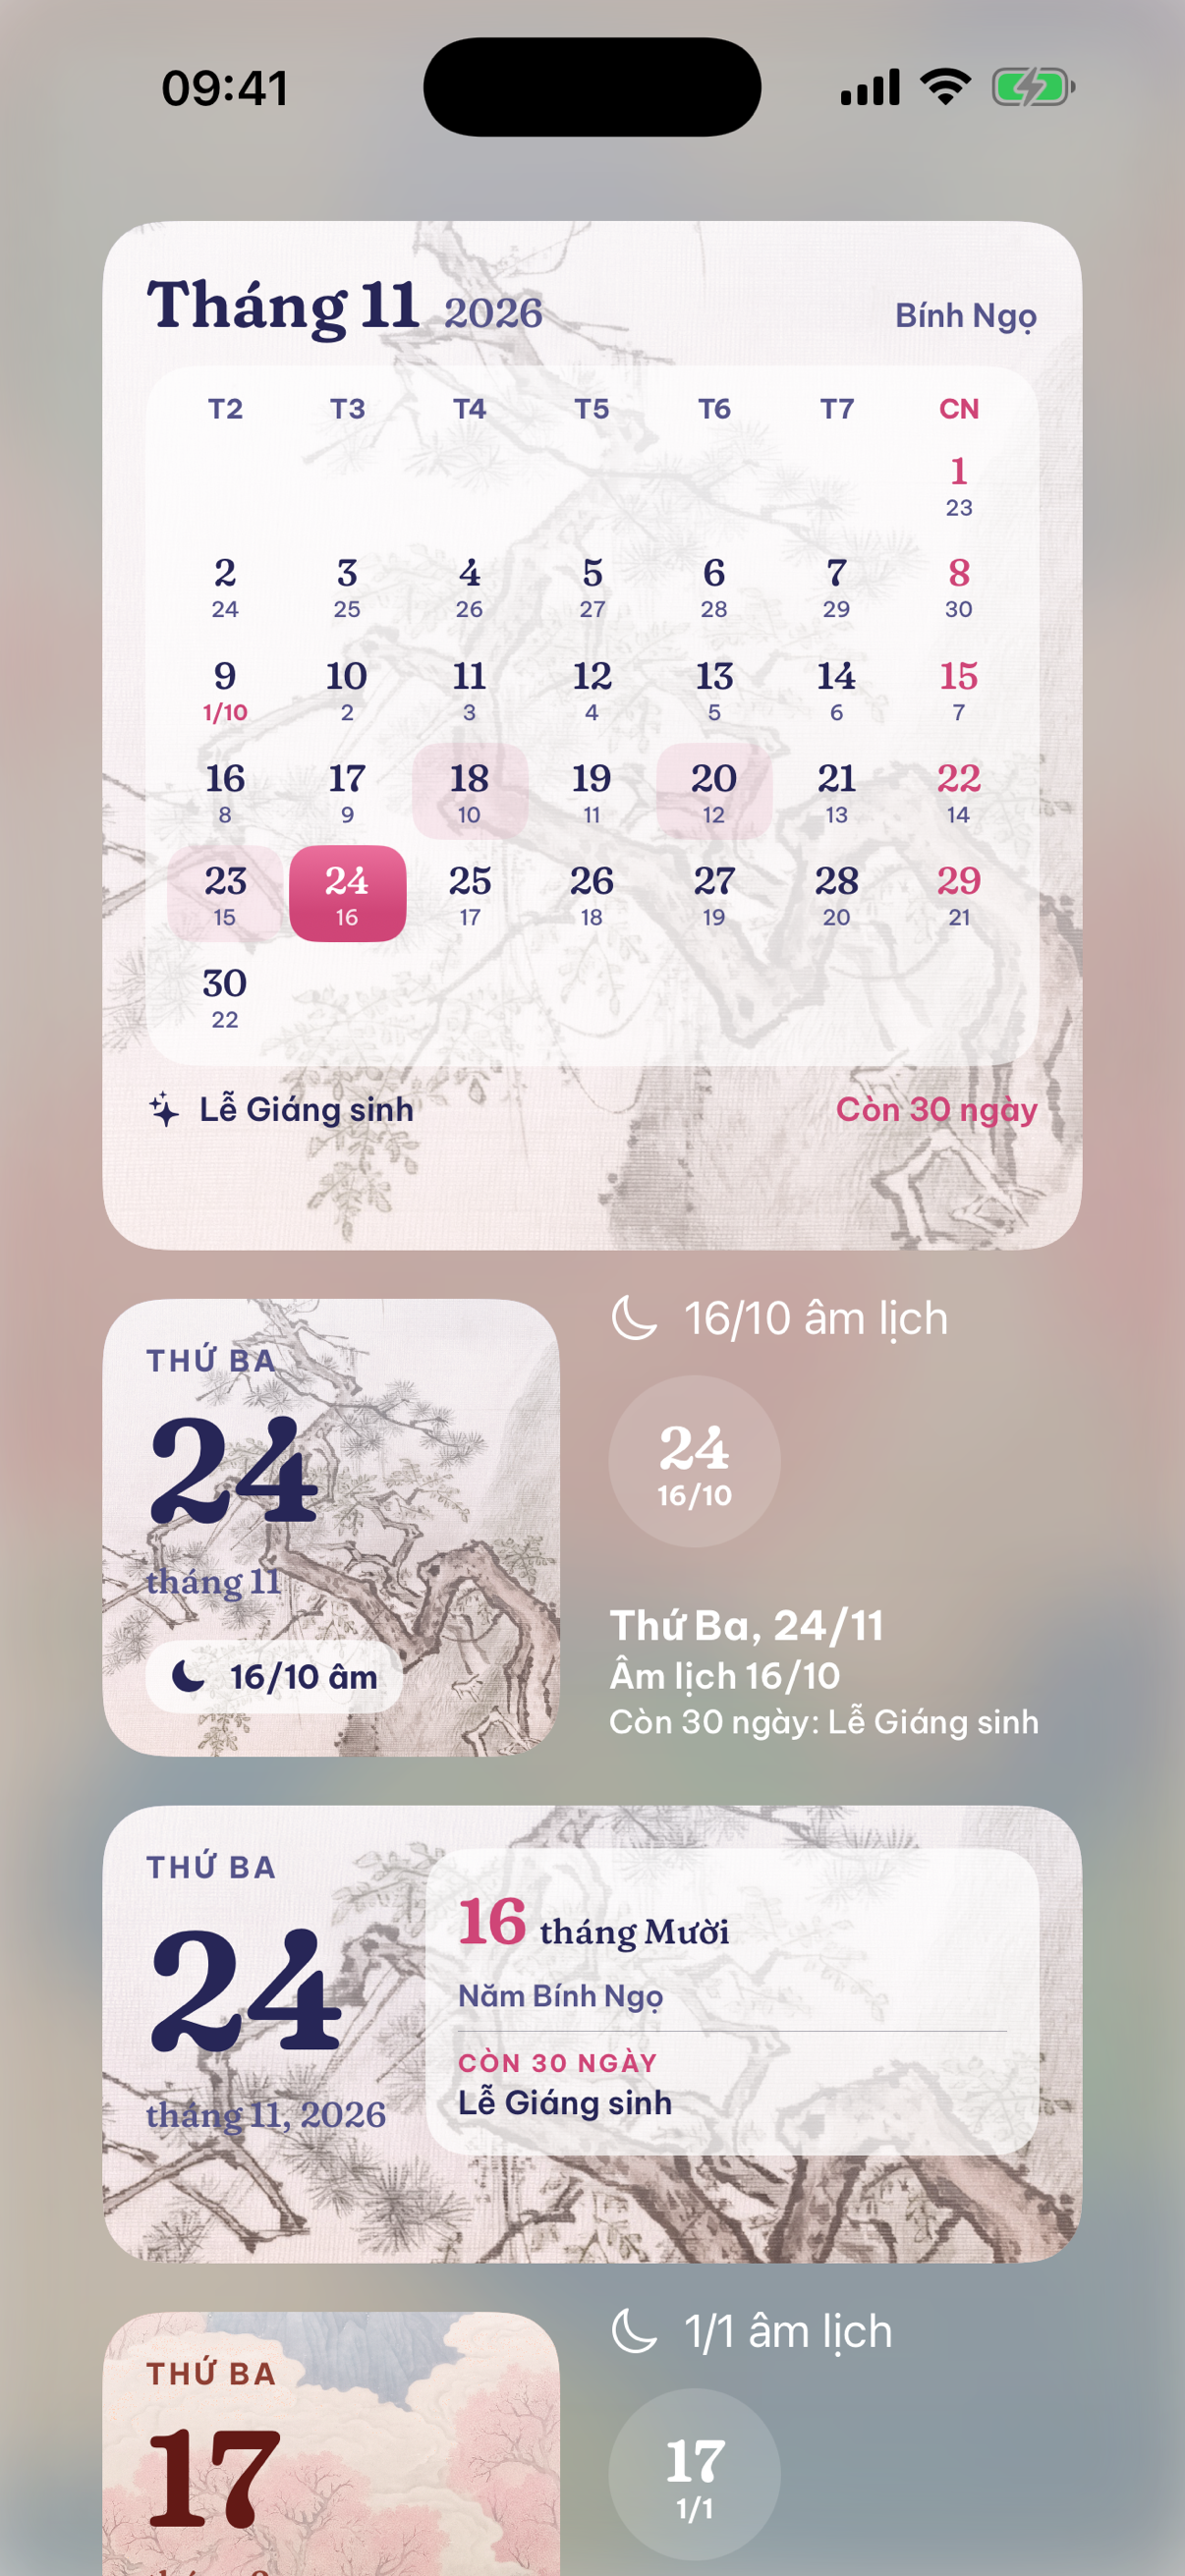 09:41
Tháng 11 2026 Bính Ngọ
T2 T3 T4 T5 T6 T7 CN
1
23
2 3 4 5 6 7 8
24 25 26 27 28 29 30
9 10 11 12 13 14 15
1/10 2 3 4 5 6 7
16 17 18 19 20 21 22
8 9 10 11 12 13 14
23 24 25 26 27 28 29
15 16 17 18 19 20 21
30
22
Lễ Giáng sinh Còn 30 ngày
THỨ BA
24
tháng 11
16/10 âm
16/10 âm lịch
24
16/10
Thứ Ba, 24/11
Âm lịch 16/10
Còn 30 ngày: Lễ Giáng sinh
THỨ BA
24
tháng 11, 2026
16 tháng Mười
Năm Bính Ngọ
CÒN 30 NGÀY
Lễ Giáng sinh
THỨ BA
17
1/1 âm lịch
17
1/1